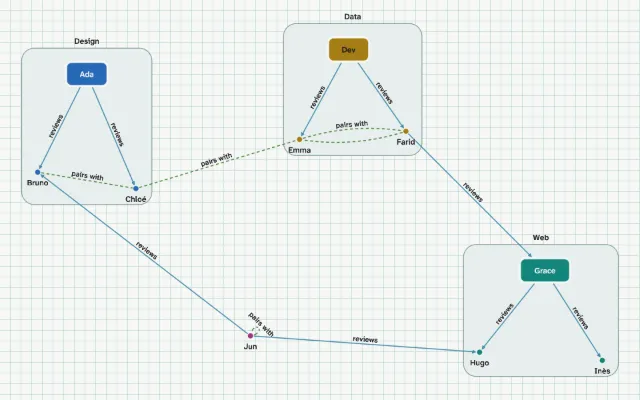 Data
Design
Dev
Ada
reviews
reviews
reviews
reviews
pairs with
Farid
Emma
pairs with
pairs with
Bruno
Chloé
reviews
Web
reviews
Grace
reviews
reviews
pairs with
reviews
Jun
Hugo
Inès